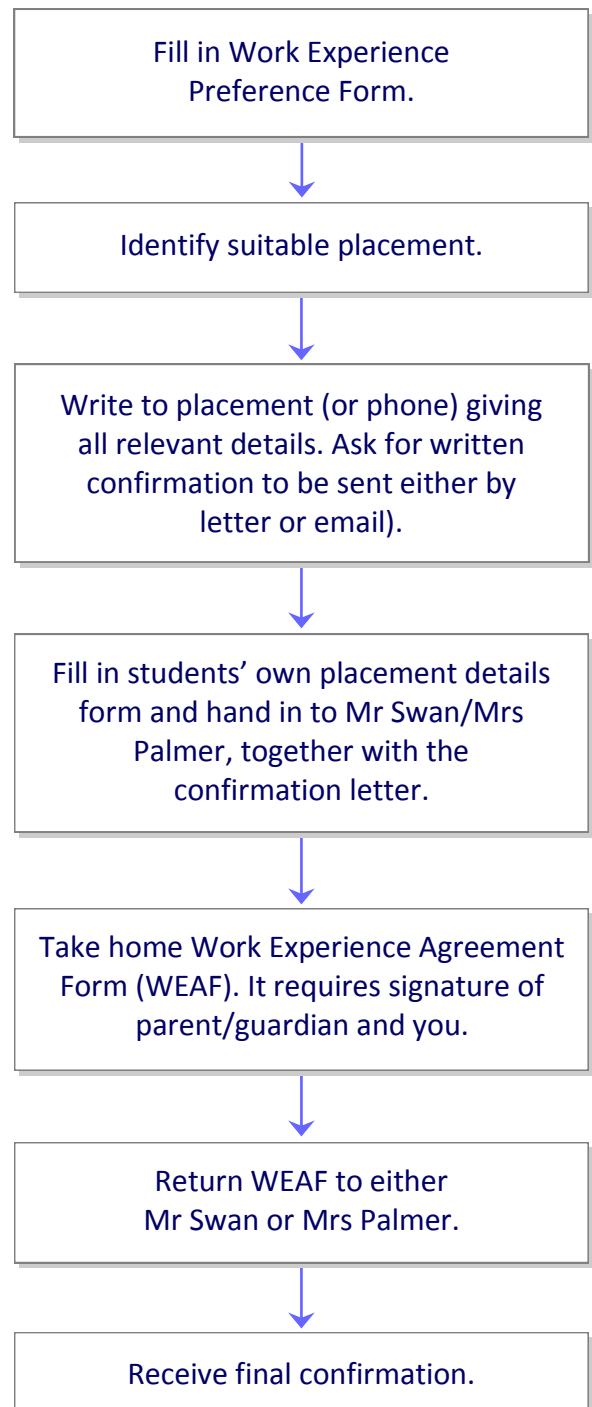 Fill in Work Experience
Preference Form.
Identify suitable placement.
Write to placement (or phone) giving
all relevant details. Ask for written
confirmation to be sent either by
letter or email).
Fill in students’ own placement details
form and hand in to Mr Swan/Mrs
Palmer, together with the
confirmation letter.
Take home Work Experience Agreement
Form (WEAF). It requires signature of
parent/guardian and you.
Return WEAF to either
Mr Swan or Mrs Palmer.
Receive final confirmation.